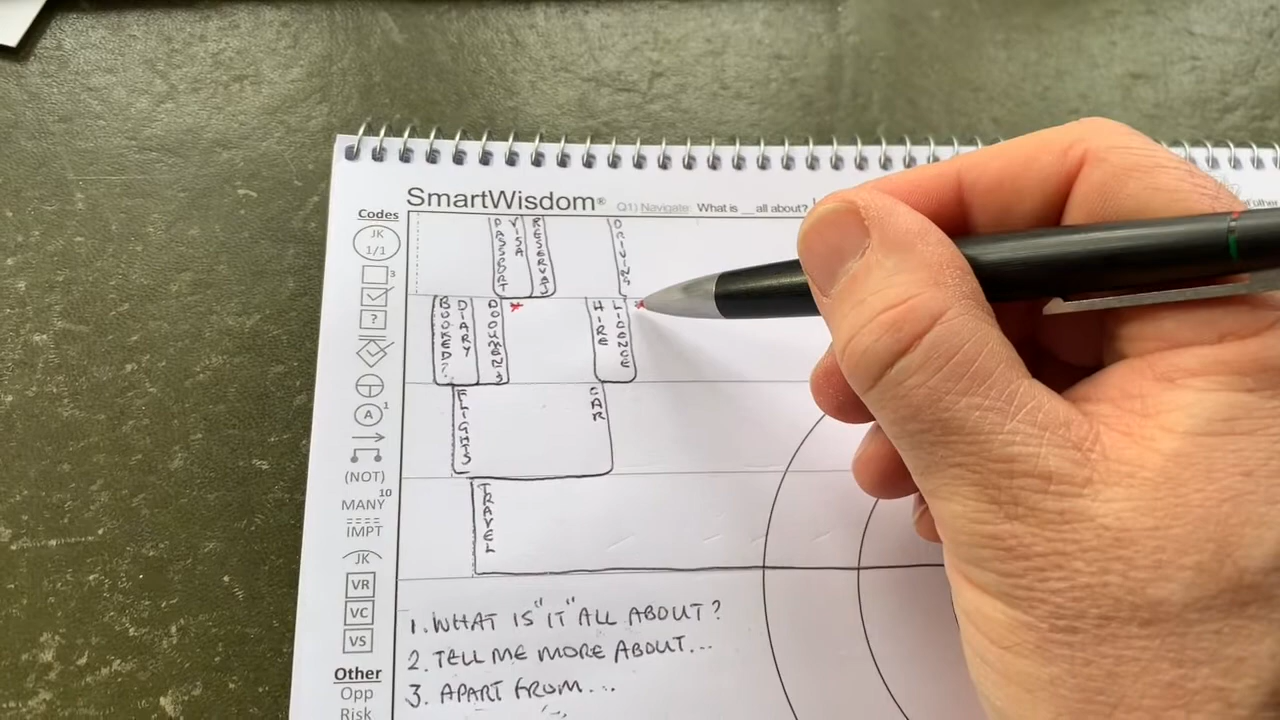 SmartWisdom®
Q1) Navigate: What is __ all about?
Codes
JK
1/1
3
?
A 1
(NOT)
MANY 10
IMPT
JK
VR
VC
VS
Other
Opp
Risk
PASSPORT
VISA
DRIVING
BOOKED?
DIARY
HIRE
LICENCE
FLIGHTS
CAR
TRAVEL
1. WHAT IS "IT" ALL ABOUT?
2. TELL ME MORE ABOUT...
3. APART FROM...